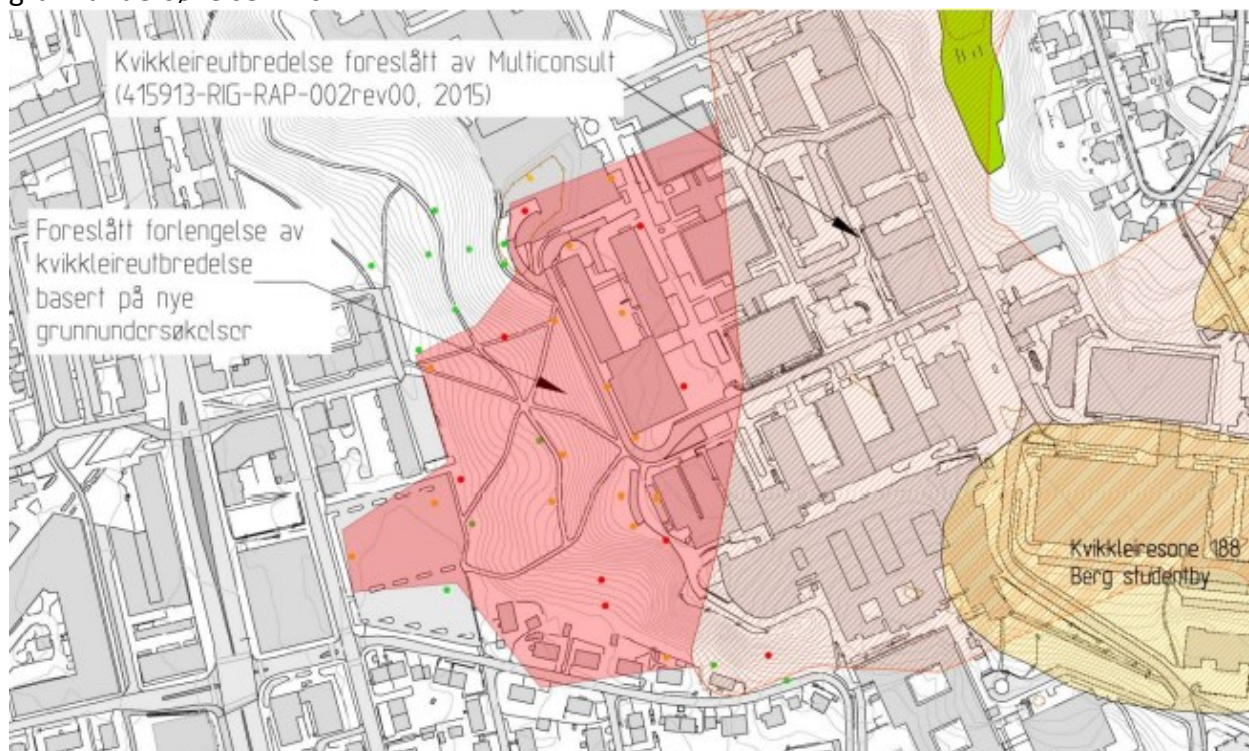 Kvikkleireutbredelse foreslått av Multiconsult
(415913-RIG-RAP-002rev00, 2015)
Foreslått forlengelse av
kvikkleireutbredelse
basert på nye
grunnundersøkelser
Kvikkleiresone 188
Berg studentby